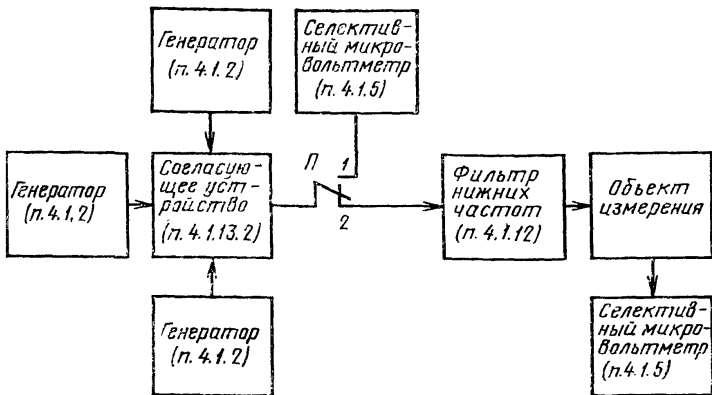 Генератор
(п. 4.1.2)
Селектив-
ный микро-
вольтметр
(п. 4.1.5)
Генератор
(п. 4.1.2)
Согласую-
щее уст-
ройство
(п. 4.1.13.2)
П
1
2
Фильтр
нижних
частот
(п. 4.1.12)
Объект
измерения
Генератор
(п. 4.1.2)
Селектив-
ный микро-
вольтметр
(п.4.1.5)